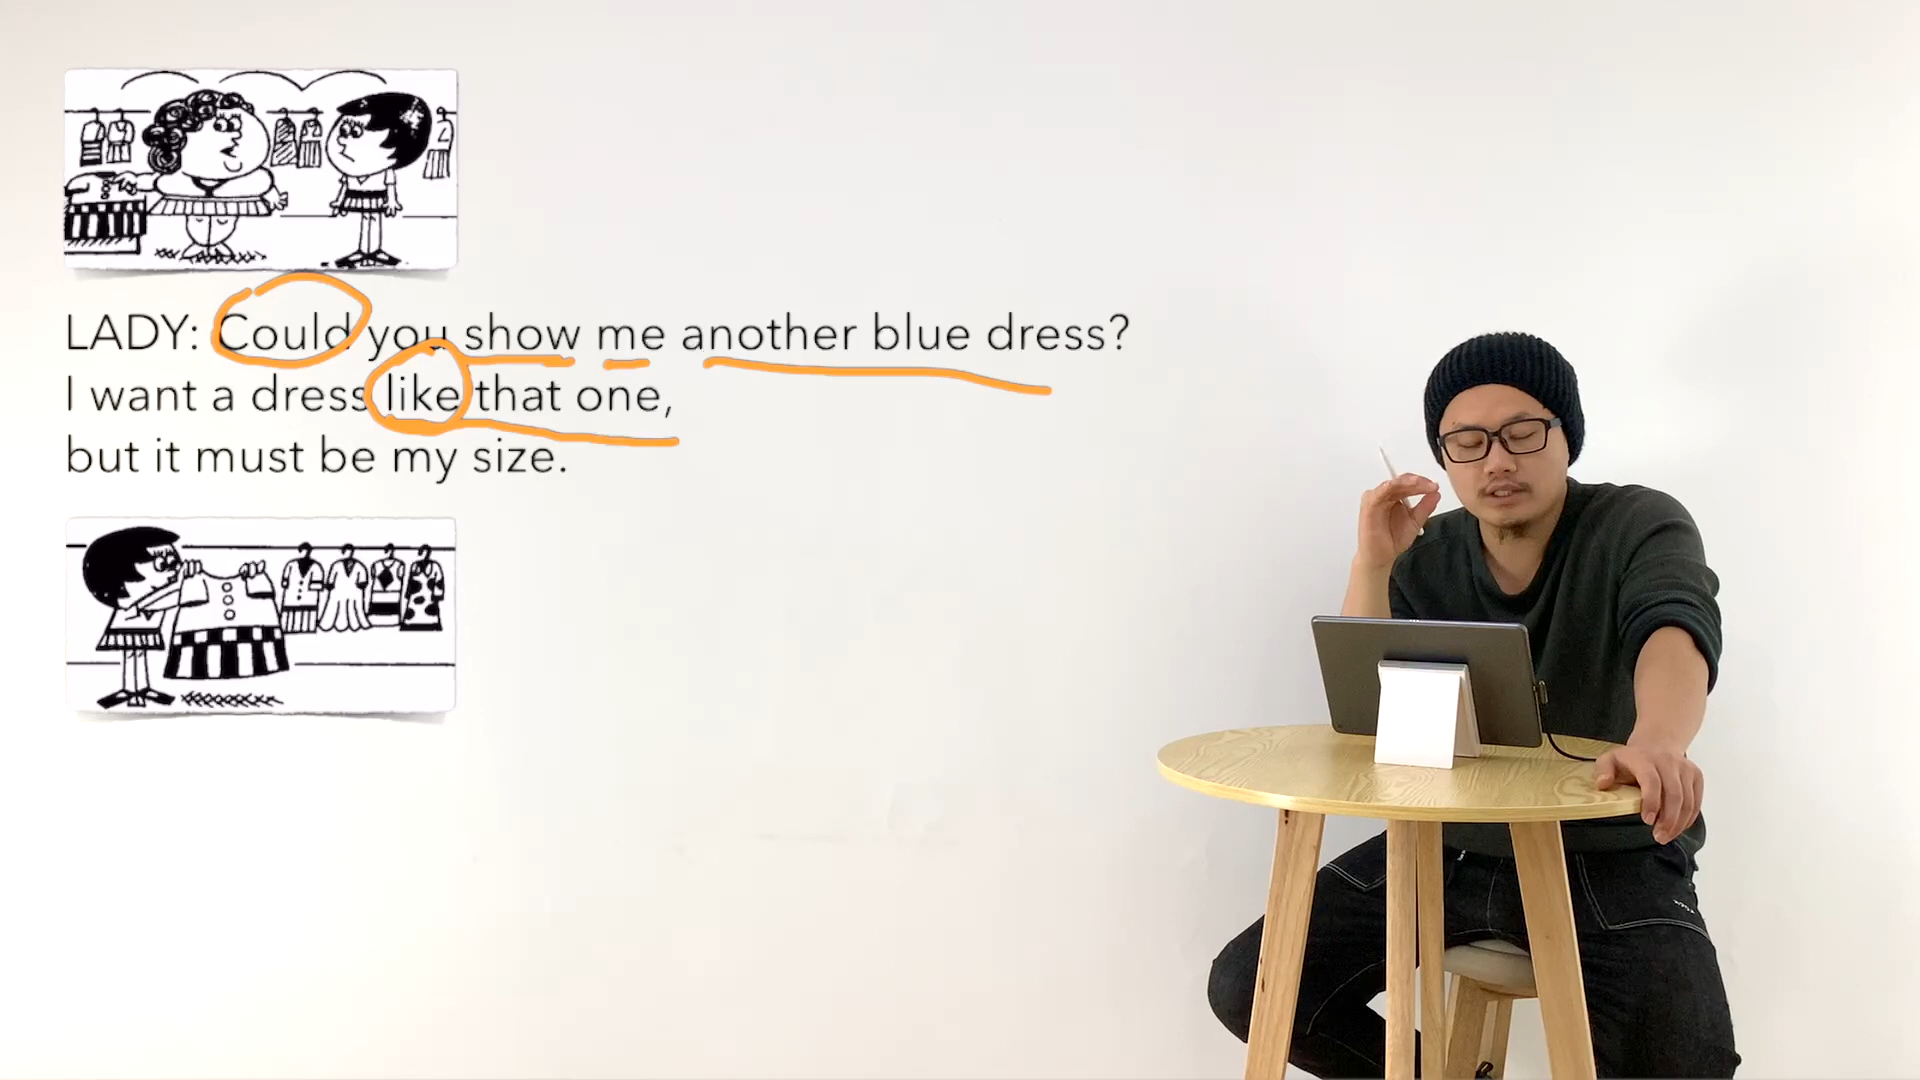 LADY: Could you show me another blue dress?
I want a dress like that one,
but it must be my size.